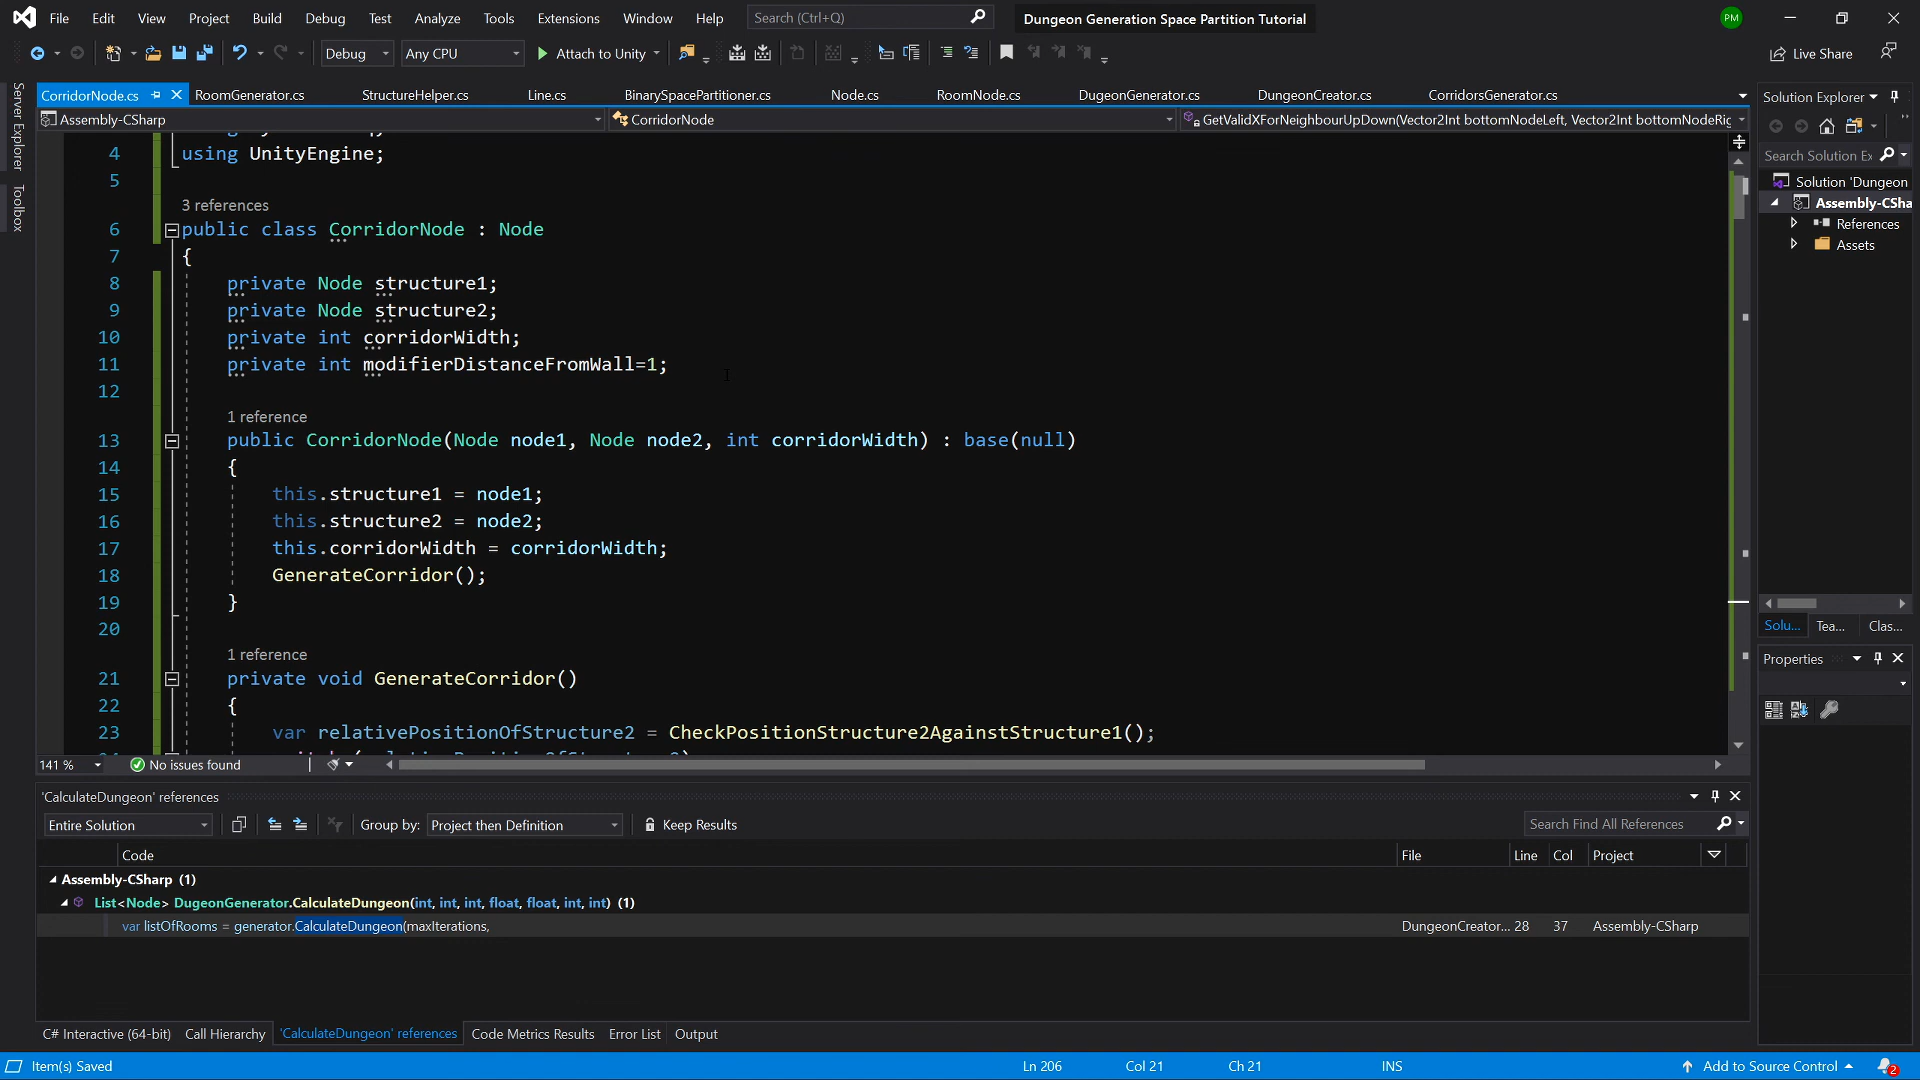 File Edit View Project Build Debug Test Analyze Tools Extensions Window Help Search (Ctrl+Q) Dungeon Generation Space Partition Tutorial PM
Debug Any CPU Attach to Unity Live Share
CorridorNode.cs RoomGenerator.cs StructureHelper.cs Line.cs BinarySpacePartitioner.cs Node.cs RoomNode.cs DugeonGenerator.cs DungeonCreator.cs CorridorsGenerator.cs
Assembly-CSharp CorridorNode GetValidXForNeighbourUpDown(Vector2Int bottomNodeLeft, Vector2Int bottomNodeRig
Server Explorer
Toolbox
4 using UnityEngine;
5
3 references
6 public class CorridorNode : Node
7 {
8 private Node structure1;
9 private Node structure2;
10 private int corridorWidth;
11 private int modifierDistanceFromWall=1;
12
1 reference
13 public CorridorNode(Node node1, Node node2, int corridorWidth) : base(null)
14 {
15 this.structure1 = node1;
16 this.structure2 = node2;
17 this.corridorWidth = corridorWidth;
18 GenerateCorridor();
19 }
20
1 reference
21 private void GenerateCorridor()
22 {
23 var relativePositionOfStructure2 = CheckPositionStructure2AgainstStructure1();
141 % No issues found
Solution Explorer
Search Solution Ex
Solution 'Dungeon
Assembly-CSha
References
Assets
Solu... Tea... Clas...
Properties
'CalculateDungeon' references
Entire Solution Group by: Project then Definition Keep Results Search Find All References
Code File Line Col Project
Assembly-CSharp (1)
List<Node> DugeonGenerator.CalculateDungeon(int, int, int, float, float, int, int) (1)
var listOfRooms = generator.CalculateDungeon(maxIterations, DungeonCreator... 28 37 Assembly-CSharp
C# Interactive (64-bit) Call Hierarchy 'CalculateDungeon' references Code Metrics Results Error List Output
Item(s) Saved Ln 206 Col 21 Ch 21 INS Add to Source Control 2